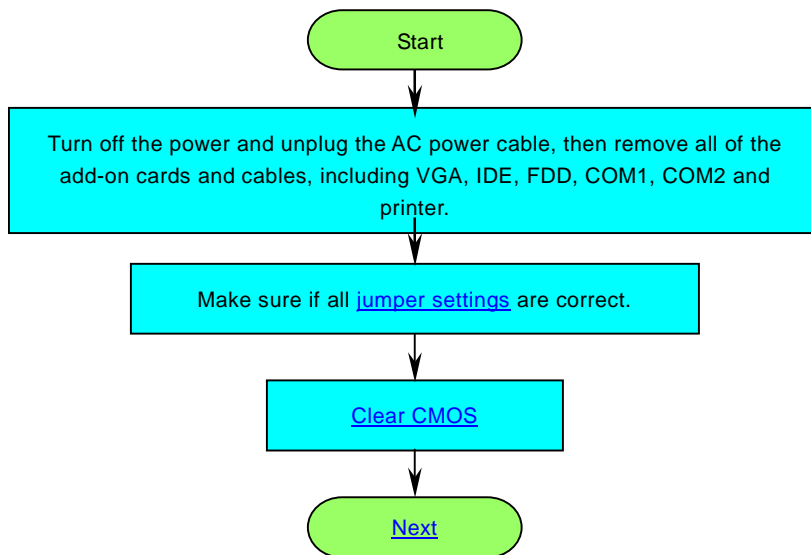 Start
Turn off the power and unplug the AC power cable, then remove all of the
add-on cards and cables, including VGA, IDE, FDD, COM1, COM2 and
printer.
Make sure if all jumper settings are correct.
Clear CMOS
Next